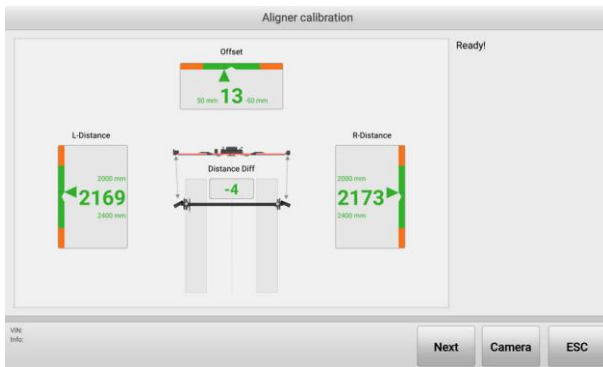 Aligner calibration
Ready!
Offset
50 mm 13 -50 mm
L-Distance
2000 mm
2169
2400 mm
Distance Diff
-4
R-Distance
2000 mm
2173
2400 mm
VIN:
Info:
Next
Camera
ESC